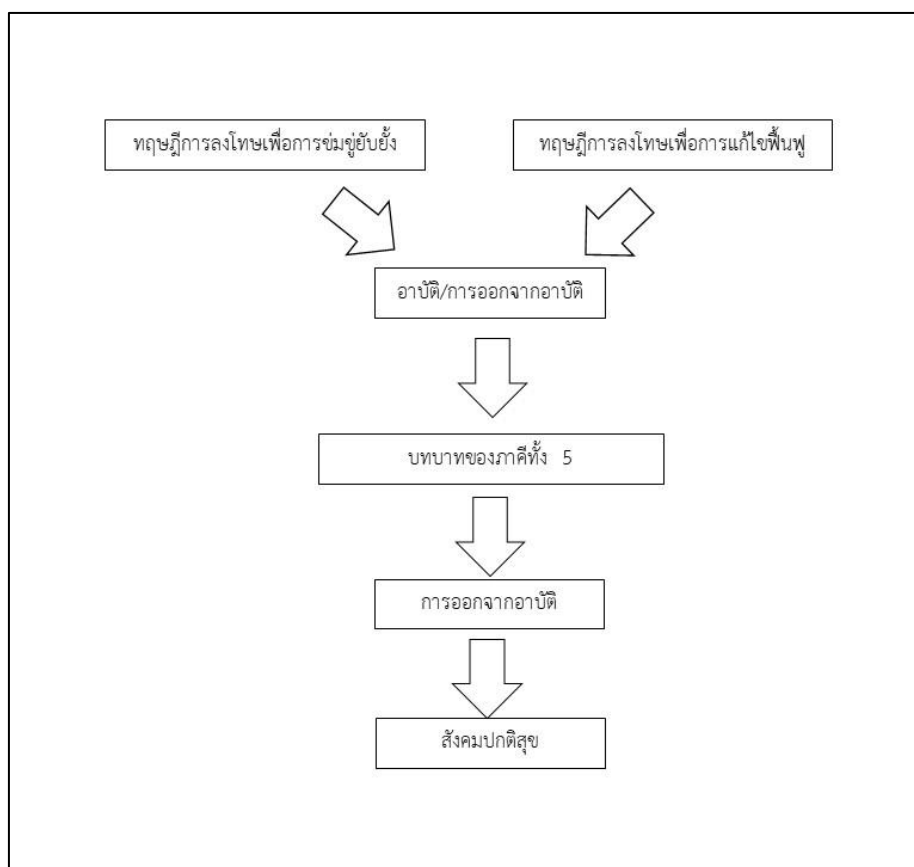 ทฤษฎีการลงโทษเพื่อการข่มขู่ยับยั้ง
ทฤษฎีการลงโทษเพื่อการแก้ไขฟื้นฟู
อาบัติ/การออกจากอาบัติ
บทบาทของภาคีทั้ง 5
การออกจากอาบัติ
สังคมปกติสุข